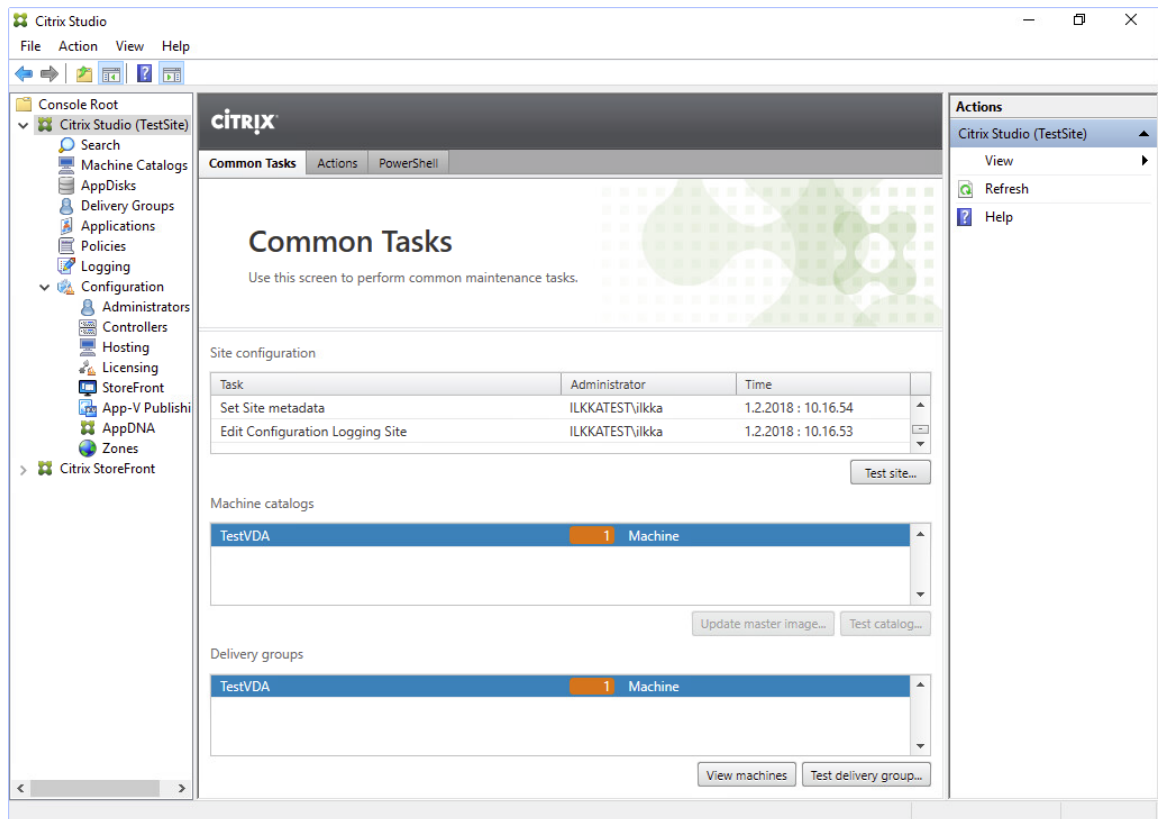 Citrix Studio
File Action View Help
Console Root
Citrix Studio (TestSite)
Search
Machine Catalogs
AppDisks
Delivery Groups
Applications
Policies
Logging
Configuration
Administrators
Controllers
Hosting
Licensing
StoreFront
App-V Publishi
AppDNA
Zones
Citrix StoreFront
CITRIX
Common Tasks Actions PowerShell
Common Tasks
Use this screen to perform common maintenance tasks.
Site configuration
Task Administrator Time
Set Site metadata ILKKATEST\ilkka 1.2.2018 : 10.16.54
Edit Configuration Logging Site ILKKATEST\ilkka 1.2.2018 : 10.16.53
Test site...
Machine catalogs
TestVDA 1 Machine
Update master image... Test catalog...
Delivery groups
TestVDA 1 Machine
View machines Test delivery group...
Actions
Citrix Studio (TestSite)
View
Refresh
Help